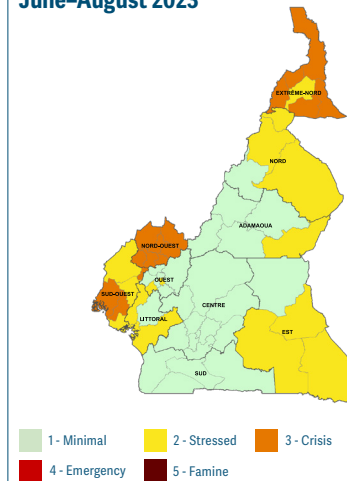 June–August 2023
EXTRÊME-NORD
NORD
ADAMAOUA
NORD-OUEST
OUEST
SUD-OUEST
LITTORAL
CENTRE
EST
SUD
1 - Minimal
2 - Stressed
3 - Crisis
4 - Emergency
5 - Famine